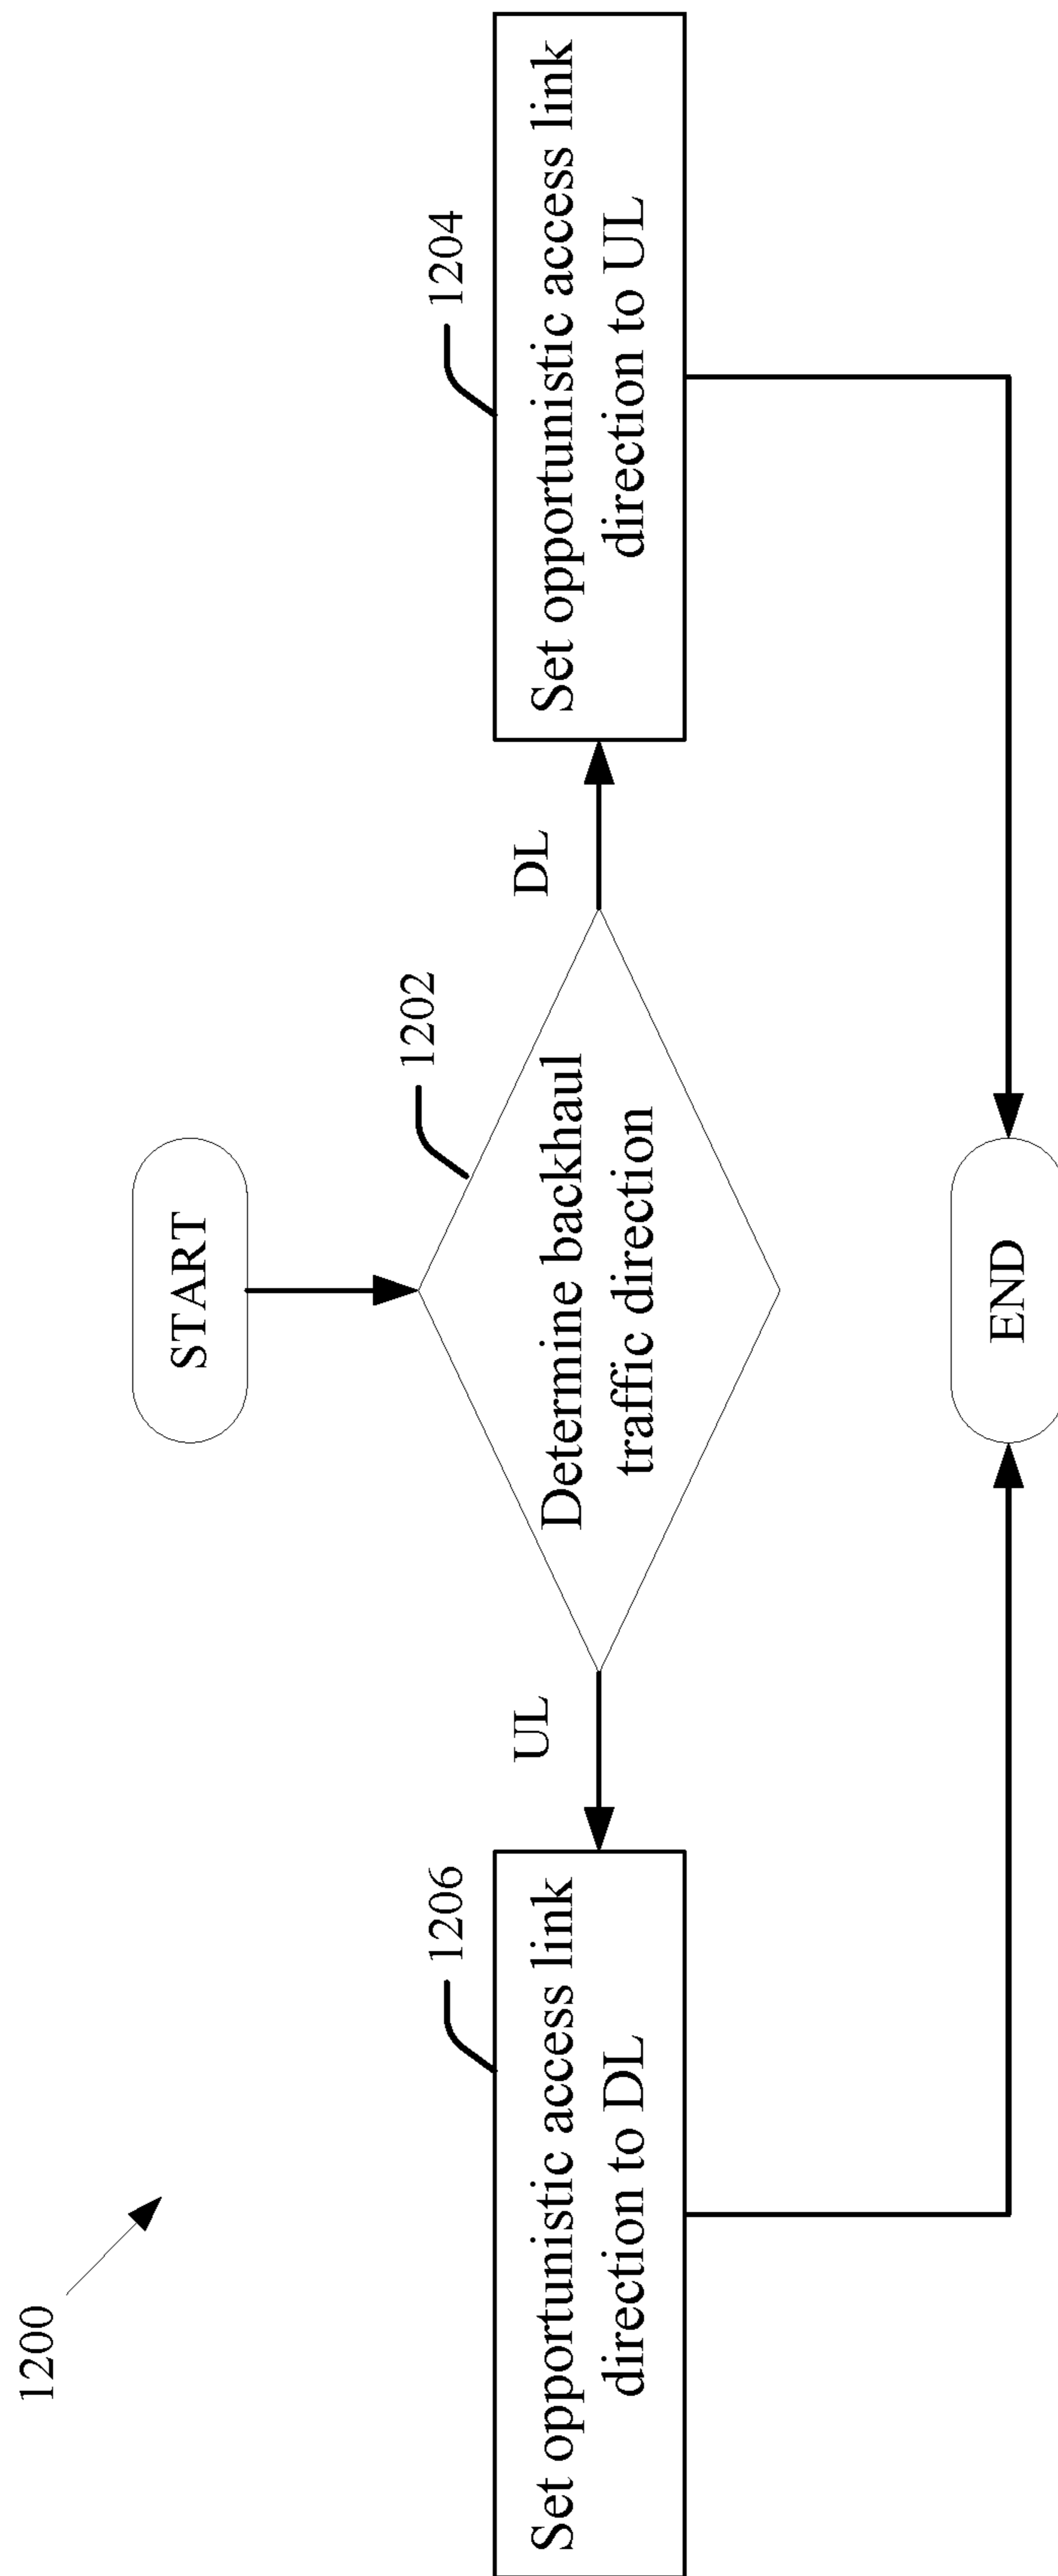 1200
START
1202
Determine backhaul
traffic direction
UL
DL
1206
Set opportunistic access link
direction to DL
1204
Set opportunistic access link
direction to UL
END